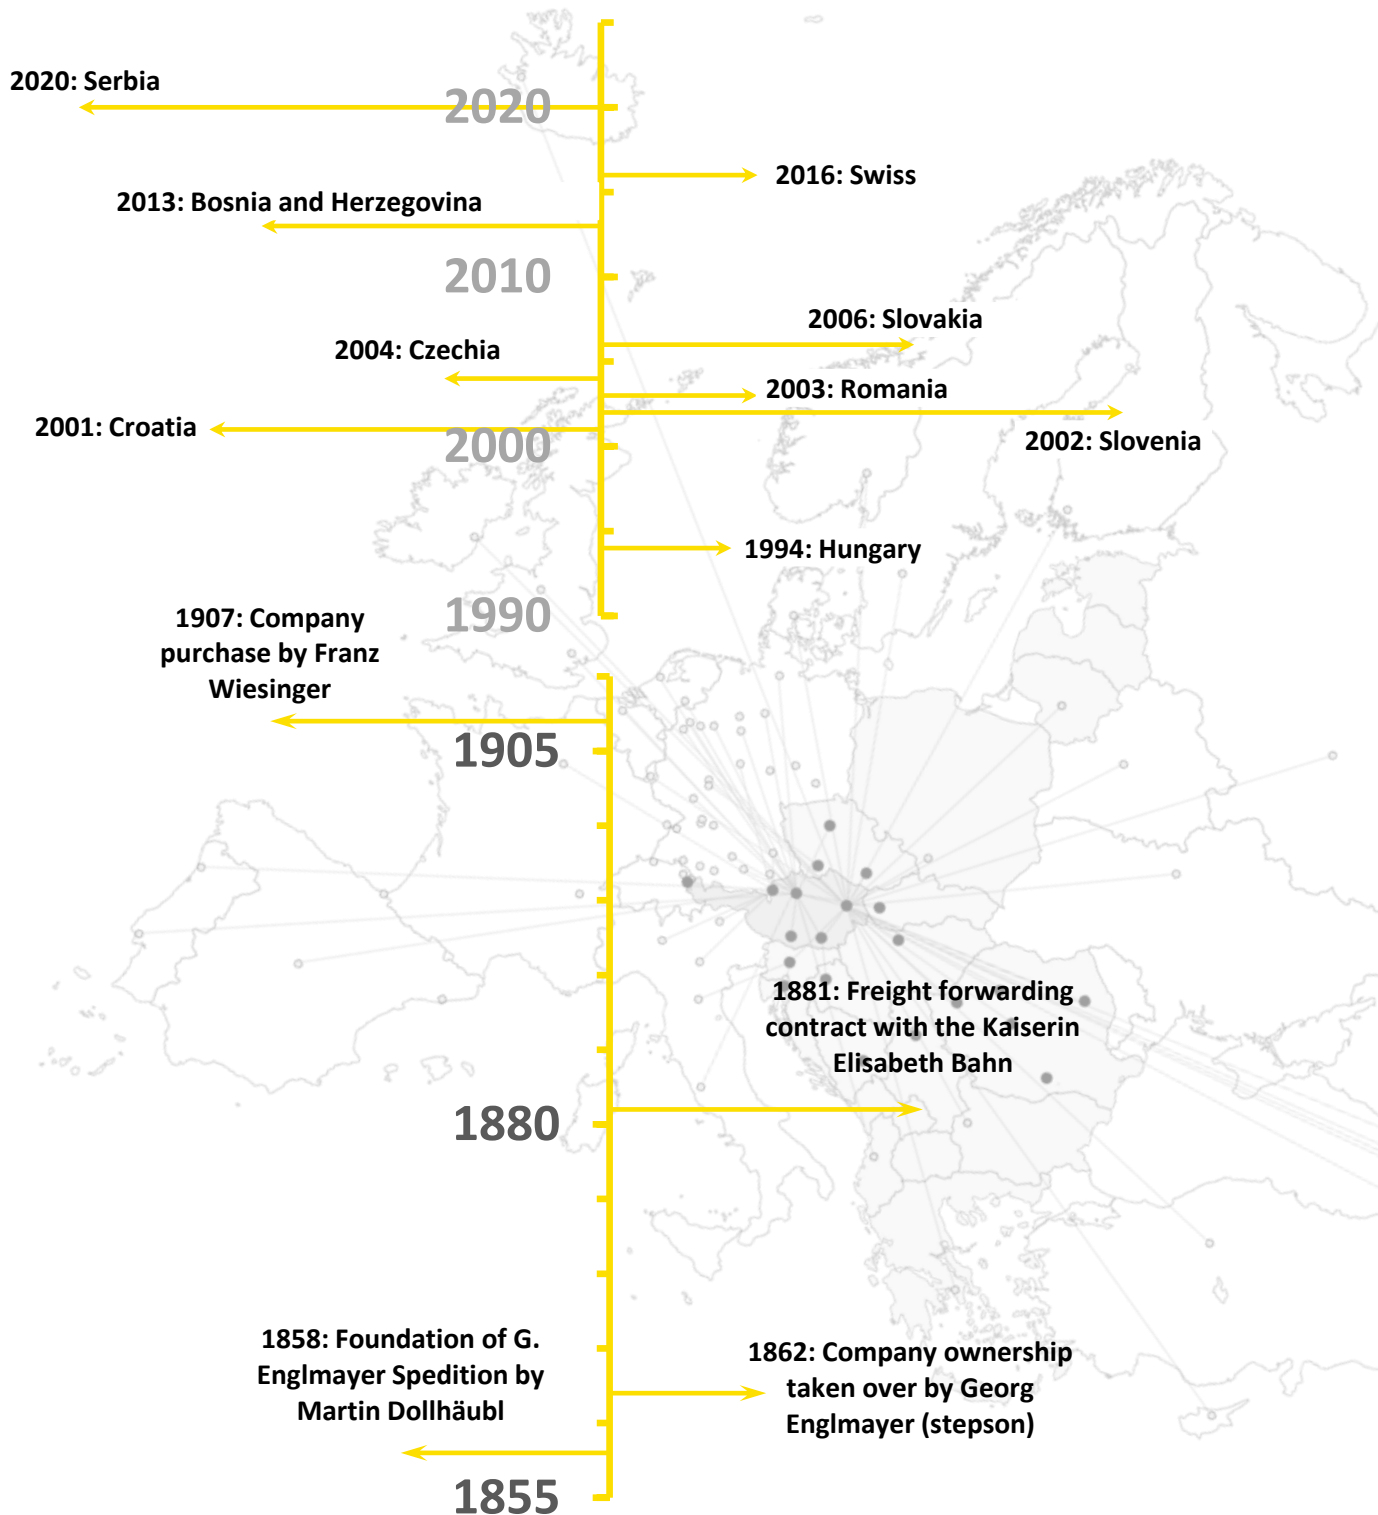 2020: Serbia
2020
2016: Swiss
2013: Bosnia and Herzegovina
2010
2006: Slovakia
2004: Czechia
2003: Romania
2001: Croatia
2002: Slovenia
2000
1994: Hungary
1990
1907: Company
purchase by Franz
Wiesinger
1905
1881: Freight forwarding
contract with the Kaiserin
Elisabeth Bahn
1880
1858: Foundation of G.
Englmayer Spedition by
Martin Dollhäubl
1862: Company ownership
taken over by Georg
Englmayer (stepson)
1855